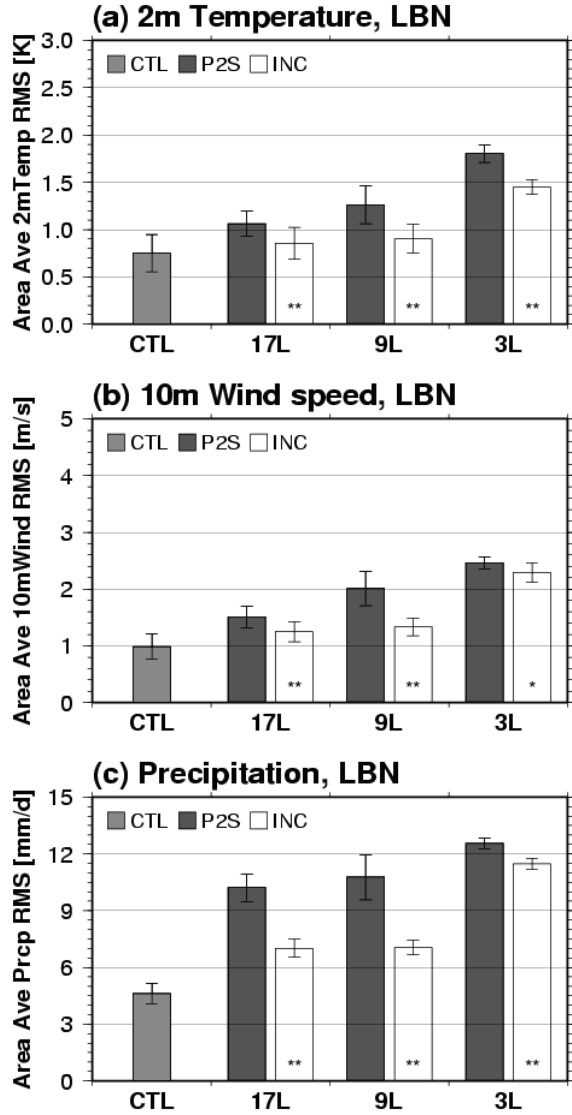 (a) 2m Temperature, LBN
Area Ave 2mTemp RMS [K]
3.0
2.5
2.0
1.5
1.0
0.5
0.0
CTL P2S INC
** ** **
CTL 17L 9L 3L
(b) 10m Wind speed, LBN
Area Ave 10mWind RMS [m/s]
5
4
3
2
1
0
CTL P2S INC
** ** *
CTL 17L 9L 3L
(c) Precipitation, LBN
Area Ave Prcp RMS [mm/d]
15
12
9
6
3
0
CTL P2S INC
** ** **
CTL 17L 9L 3L